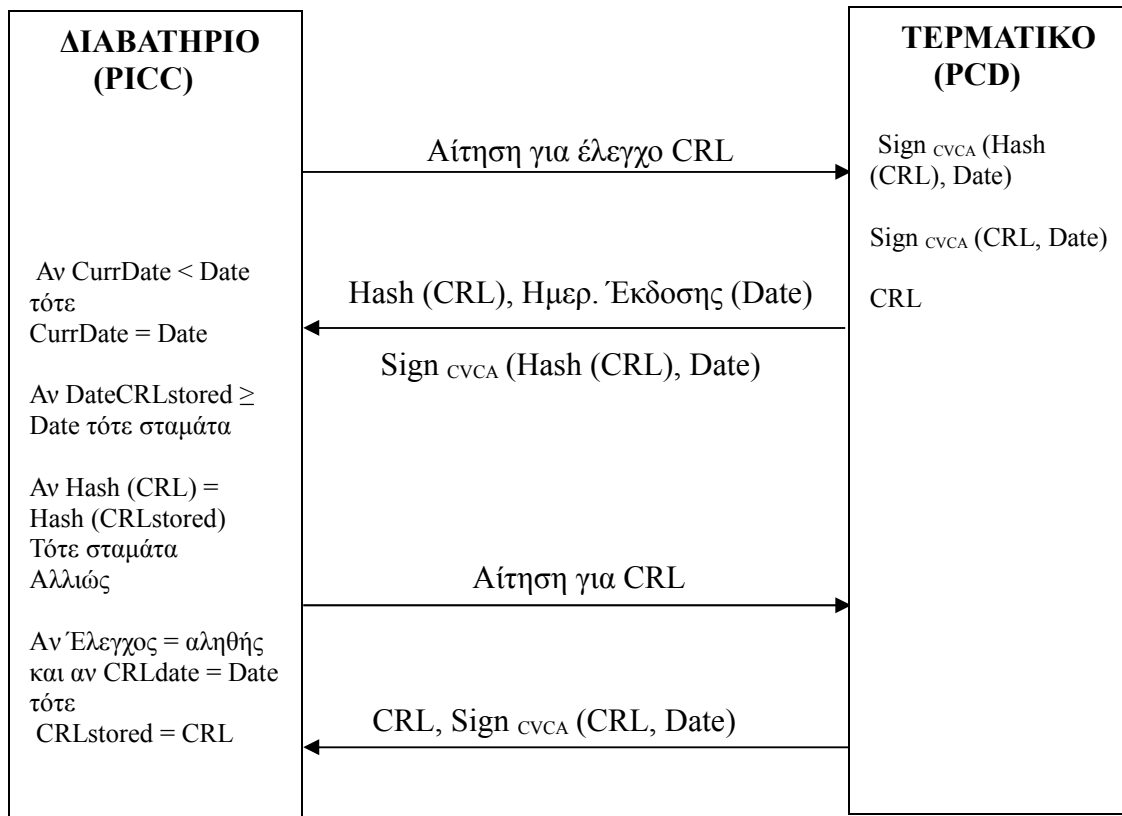 ΔΙΑΒΑΤΗΡΙΟ
(PICC)
ΤΕΡΜΑΤΙΚΟ
(PCD)
Αίτηση για έλεγχο CRL
Sign CVCA (Hash
(CRL), Date)
Sign CVCA (CRL, Date)
CRL
Αν CurrDate < Date
τότε
CurrDate = Date
Hash (CRL), Ημερ. Έκδοσης (Date)
Sign CVCA (Hash (CRL), Date)
Αν DateCRLstored ≥
Date τότε σταμάτα
Αν Hash (CRL) =
Hash (CRLstored)
Τότε σταμάτα
Αλλιώς
Αίτηση για CRL
Αν Έλεγχος = αληθής
και αν CRLdate = Date
τότε
CRLstored = CRL
CRL, Sign CVCA (CRL, Date)